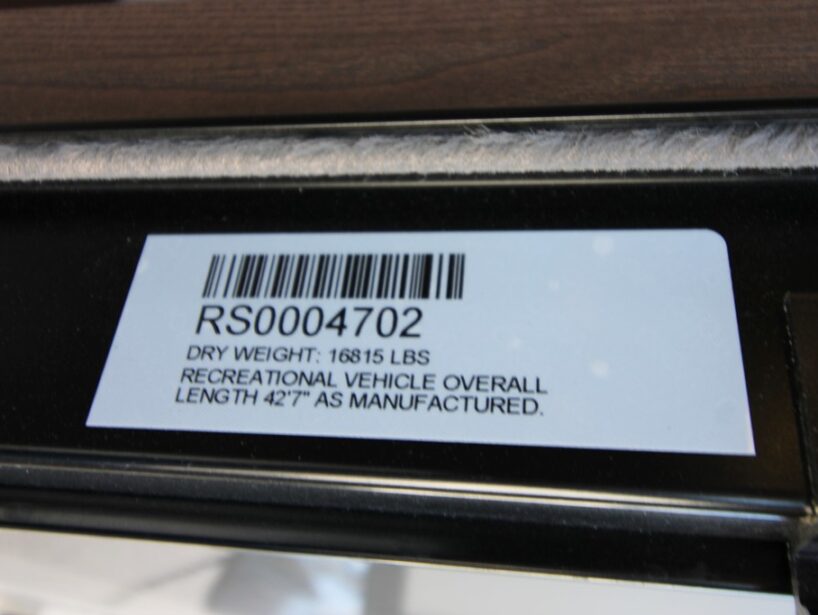 RS0004702
DRY WEIGHT: 16815 LBS
RECREATIONAL VEHICLE OVERALL
LENGTH 42'7" AS MANUFACTURED.